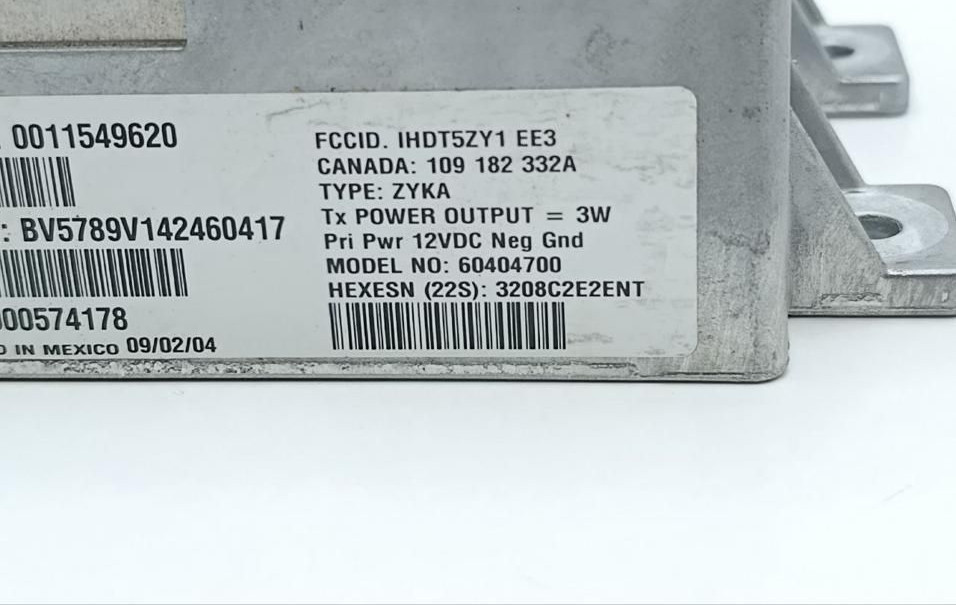 0011549620
: BV5789V142460417
00574178
IN MEXICO 09/02/04
FCCID. IHDT5ZY1 EE3
CANADA: 109 182 332A
TYPE: ZYKA
Tx POWER OUTPUT = 3W
Pri Pwr 12VDC Neg Gnd
MODEL NO: 60404700
HEXESN (22S): 3208C2E2ENT